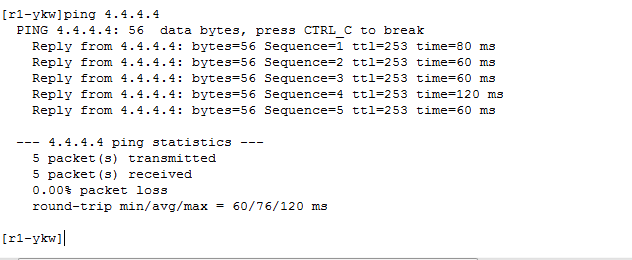 [r1-ykw]ping 4.4.4.4
PING 4.4.4.4: 56  data bytes, press CTRL_C to break
Reply from 4.4.4.4: bytes=56 Sequence=1 ttl=253 time=80 ms
Reply from 4.4.4.4: bytes=56 Sequence=2 ttl=253 time=60 ms
Reply from 4.4.4.4: bytes=56 Sequence=3 ttl=253 time=60 ms
Reply from 4.4.4.4: bytes=56 Sequence=4 ttl=253 time=120 ms
Reply from 4.4.4.4: bytes=56 Sequence=5 ttl=253 time=60 ms
--- 4.4.4.4 ping statistics ---
5 packet(s) transmitted
5 packet(s) received
0.00% packet loss
round-trip min/avg/max = 60/76/120 ms
[r1-ykw]